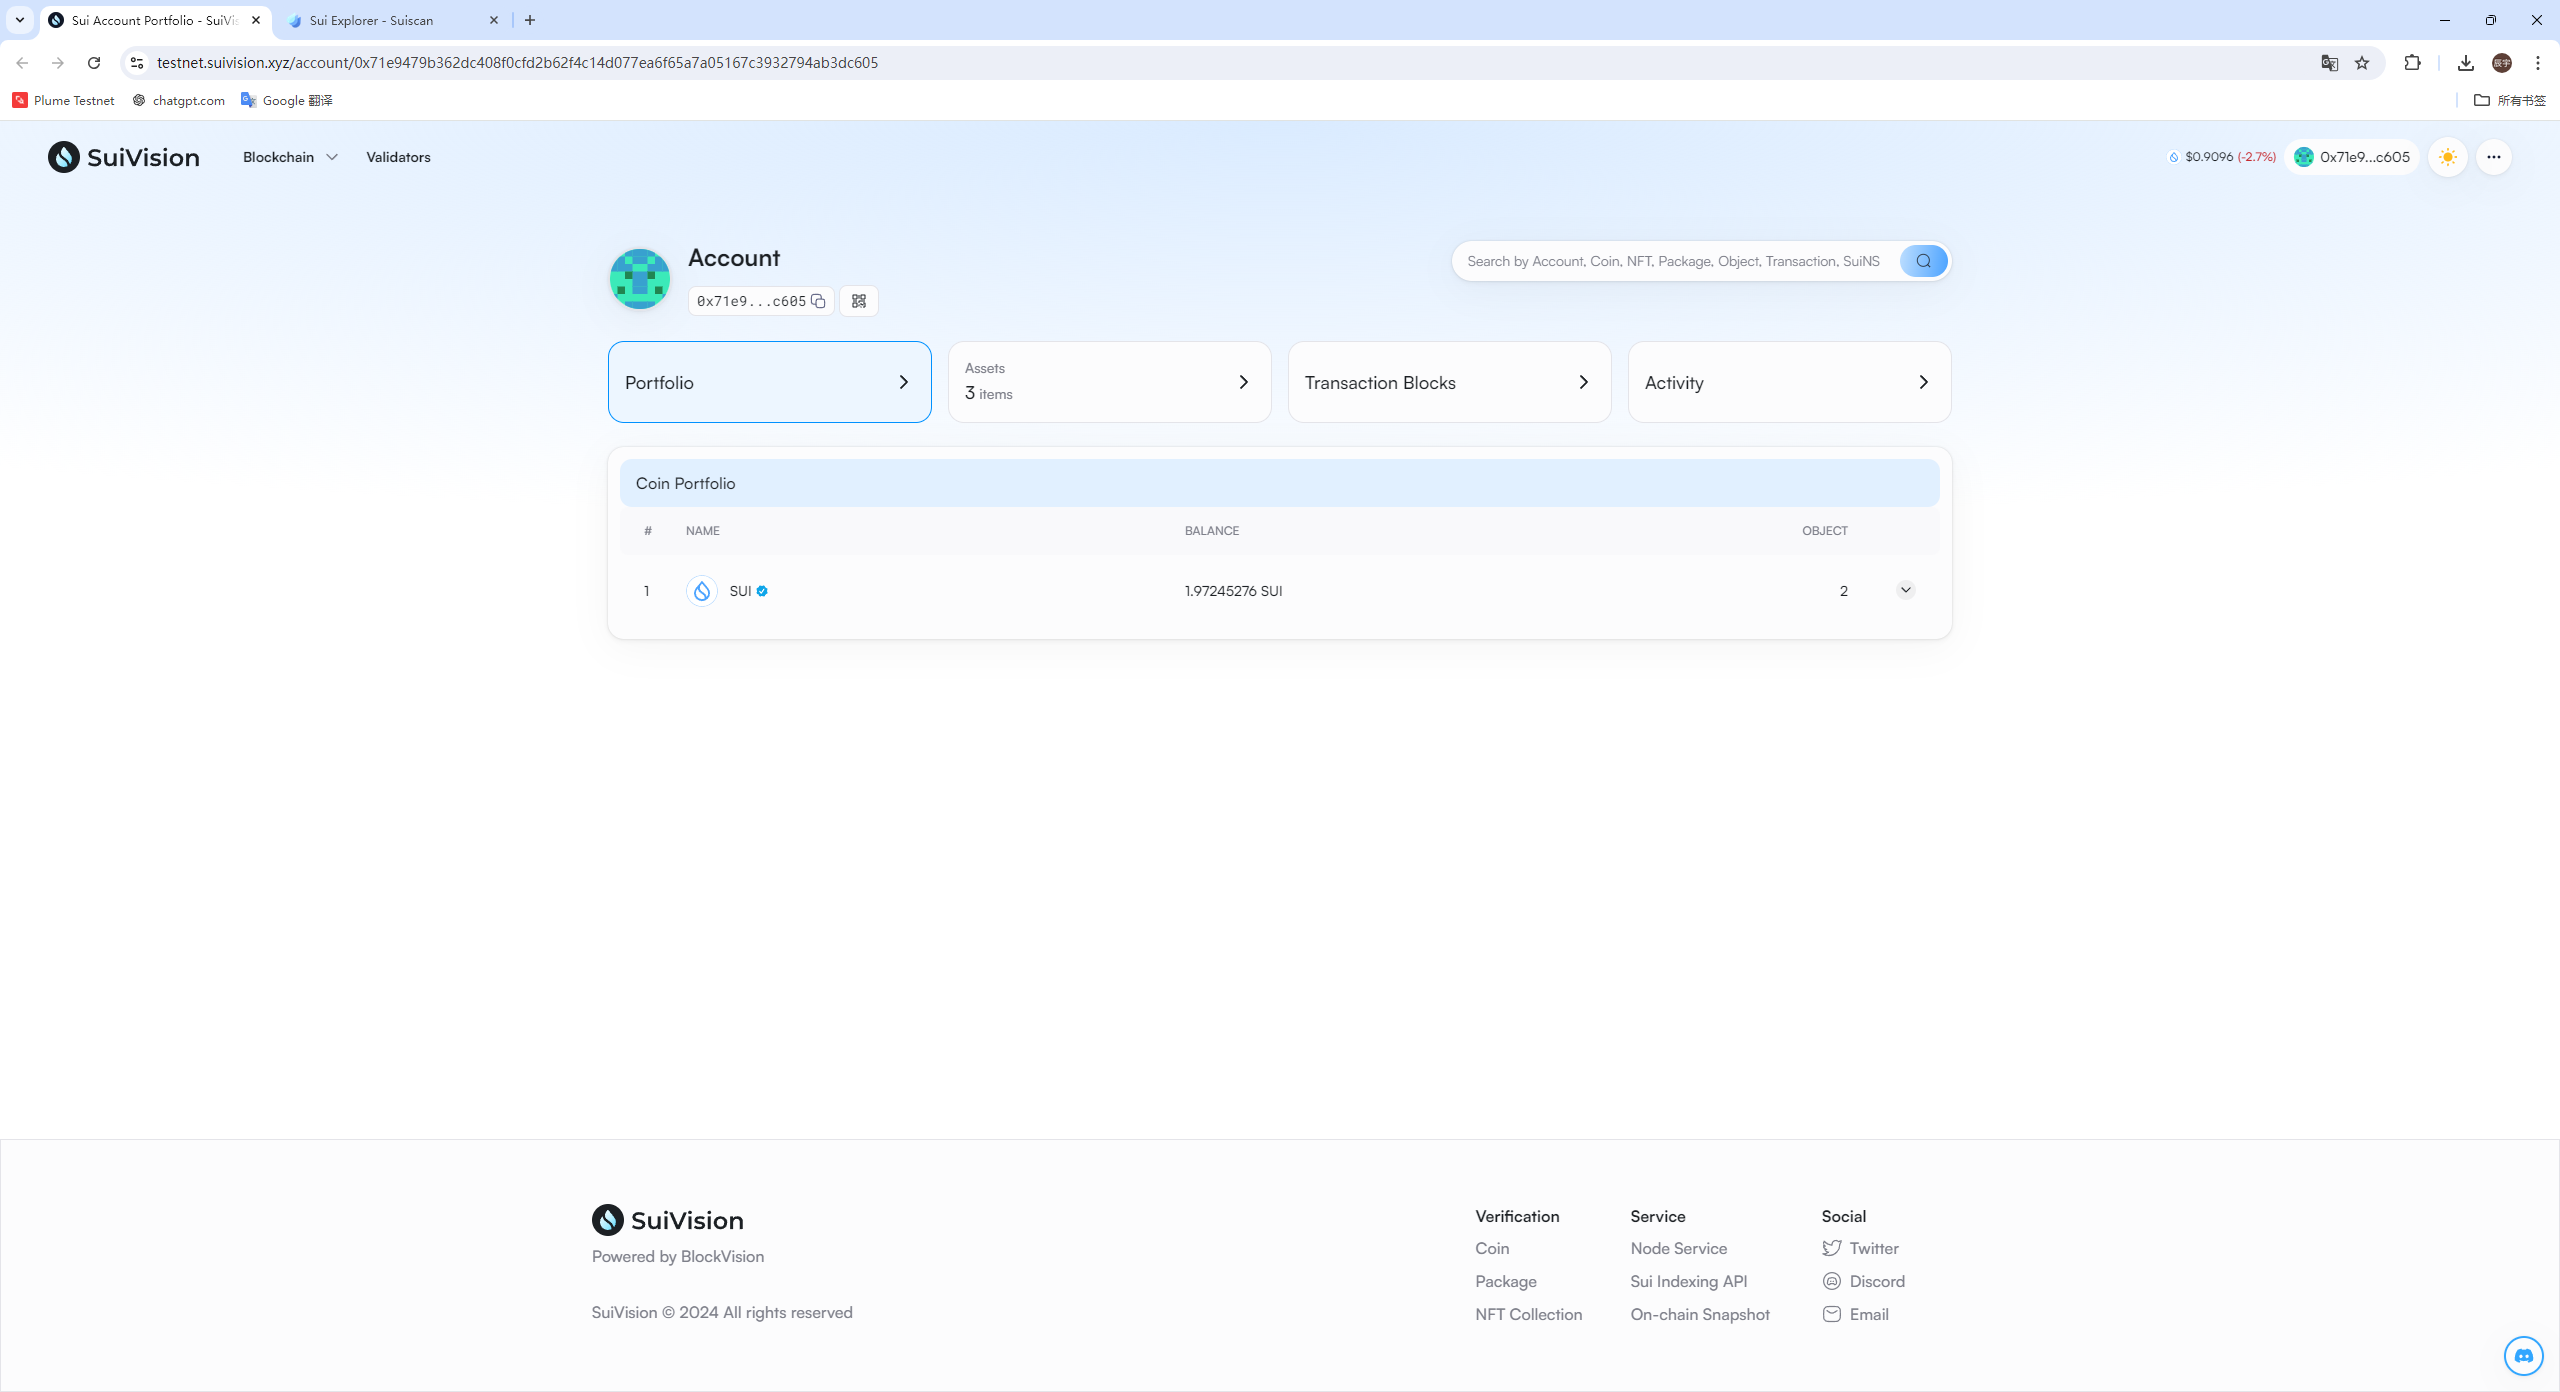 Sui Account Portfolio - SuiVis
Sui Explorer - Suiscan
testnet.suivision.xyz/account/0x71e9479b362dc408f0cfd2b62f4c14d077ea6f65a7a05167c3932794ab3dc605
辰宇
Plume Testnet
chatgpt.com
Google 翻译
所有书签
SuiVision
Blockchain
Validators
$0.9096 (-2.7%)
0x71e9...c605
Account
0x71e9...c605
Search by Account, Coin, NFT, Package, Object, Transaction, SuiNS
Portfolio
Assets
3 items
Transaction Blocks
Activity
Coin Portfolio
# NAME BALANCE OBJECT
1 SUI 1.97245276 SUI 2
SuiVision
Powered by BlockVision
SuiVision © 2024 All rights reserved
Verification
Coin
Package
NFT Collection
Service
Node Service
Sui Indexing API
On-chain Snapshot
Social
Twitter
Discord
Email